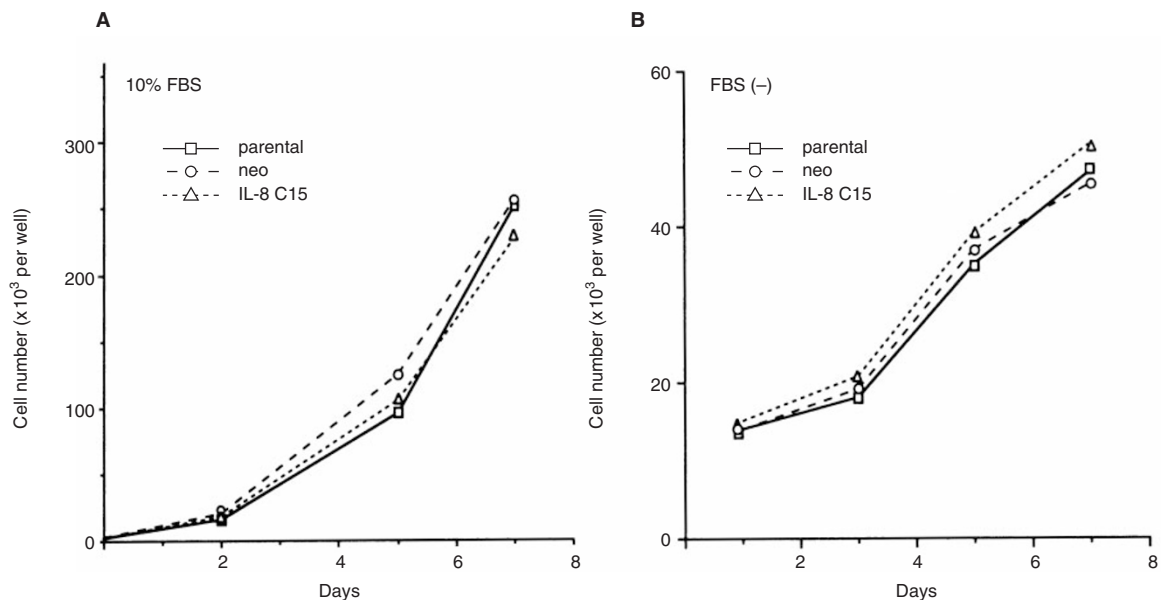 A
10% FBS
parental
neo
IL-8 C15
300
200
100
0
2
4
6
8
Days
Cell number (x10³ per well)
B
FBS (–)
parental
neo
IL-8 C15
60
40
20
0
2
4
6
8
Days
Cell number (x10³ per well)